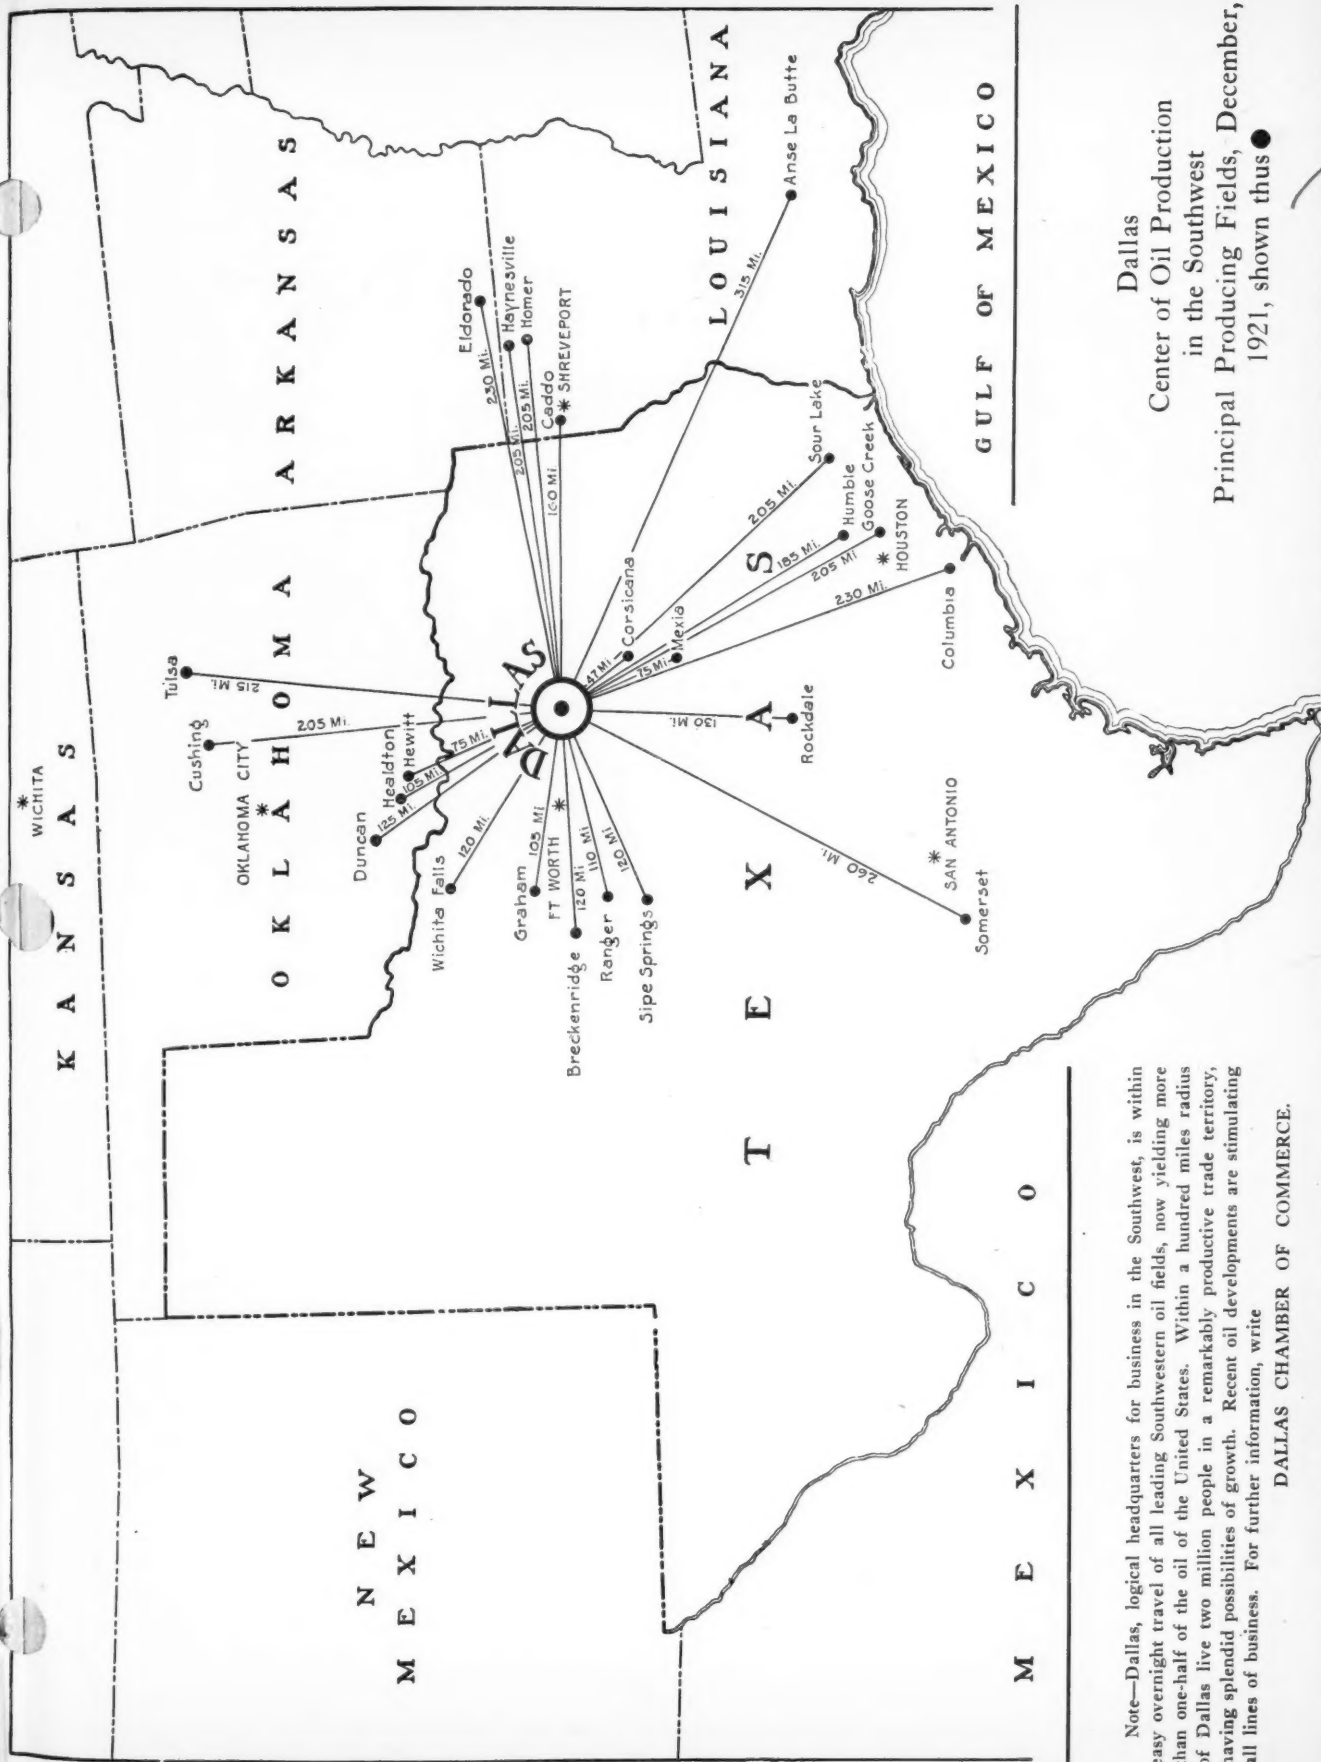 KANSAS
* WICHITA
NEW
MEXICO
OKLAHOMA
OKLAHOMA CITY
*
Tulsa
215 Mi.
Cushing
205 Mi.
Healdton
105 Mi.
Hewitt
75 Mi.
Duncan
125 Mi.
Wichita Falls
120 Mi.
ARKANSAS
Eldorado
230 Mi.
Haynesville
205 Mi.
Homer
205 Mi.
Caddo
* SHREVEPORT
DALLAS
Graham
105 Mi
FT WORTH
*
Breckenridge
120 Mi
Ranger
110 Mi
Sipe Springs
120 Mi
Corsicana
47 Mi
Mexia
75 Mi.
TEXAS
Rockdale
130 Mi.
LOUISIANA
Anse La Butte
315 Mi.
Sour Lake
205 Mi.
Humble
185 Mi.
Goose Creek
205 Mi
*
HOUSTON
Columbia
230 Mi.
*
SAN ANTONIO
Somerset
260 Mi.
MEXICO
GULF OF MEXICO
Note—Dallas, logical headquarters for business in the Southwest, is within
easy overnight travel of all leading Southwestern oil fields, now yielding more
than one-half of the oil of the United States. Within a hundred miles radius
of Dallas live two million people in a remarkably productive trade territory,
having splendid possibilities of growth. Recent oil developments are stimulating
all lines of business. For further information, write
DALLAS CHAMBER OF COMMERCE.
Dallas
Center of Oil Production
in the Southwest
Principal Producing Fields, December,
1921, shown thus ●